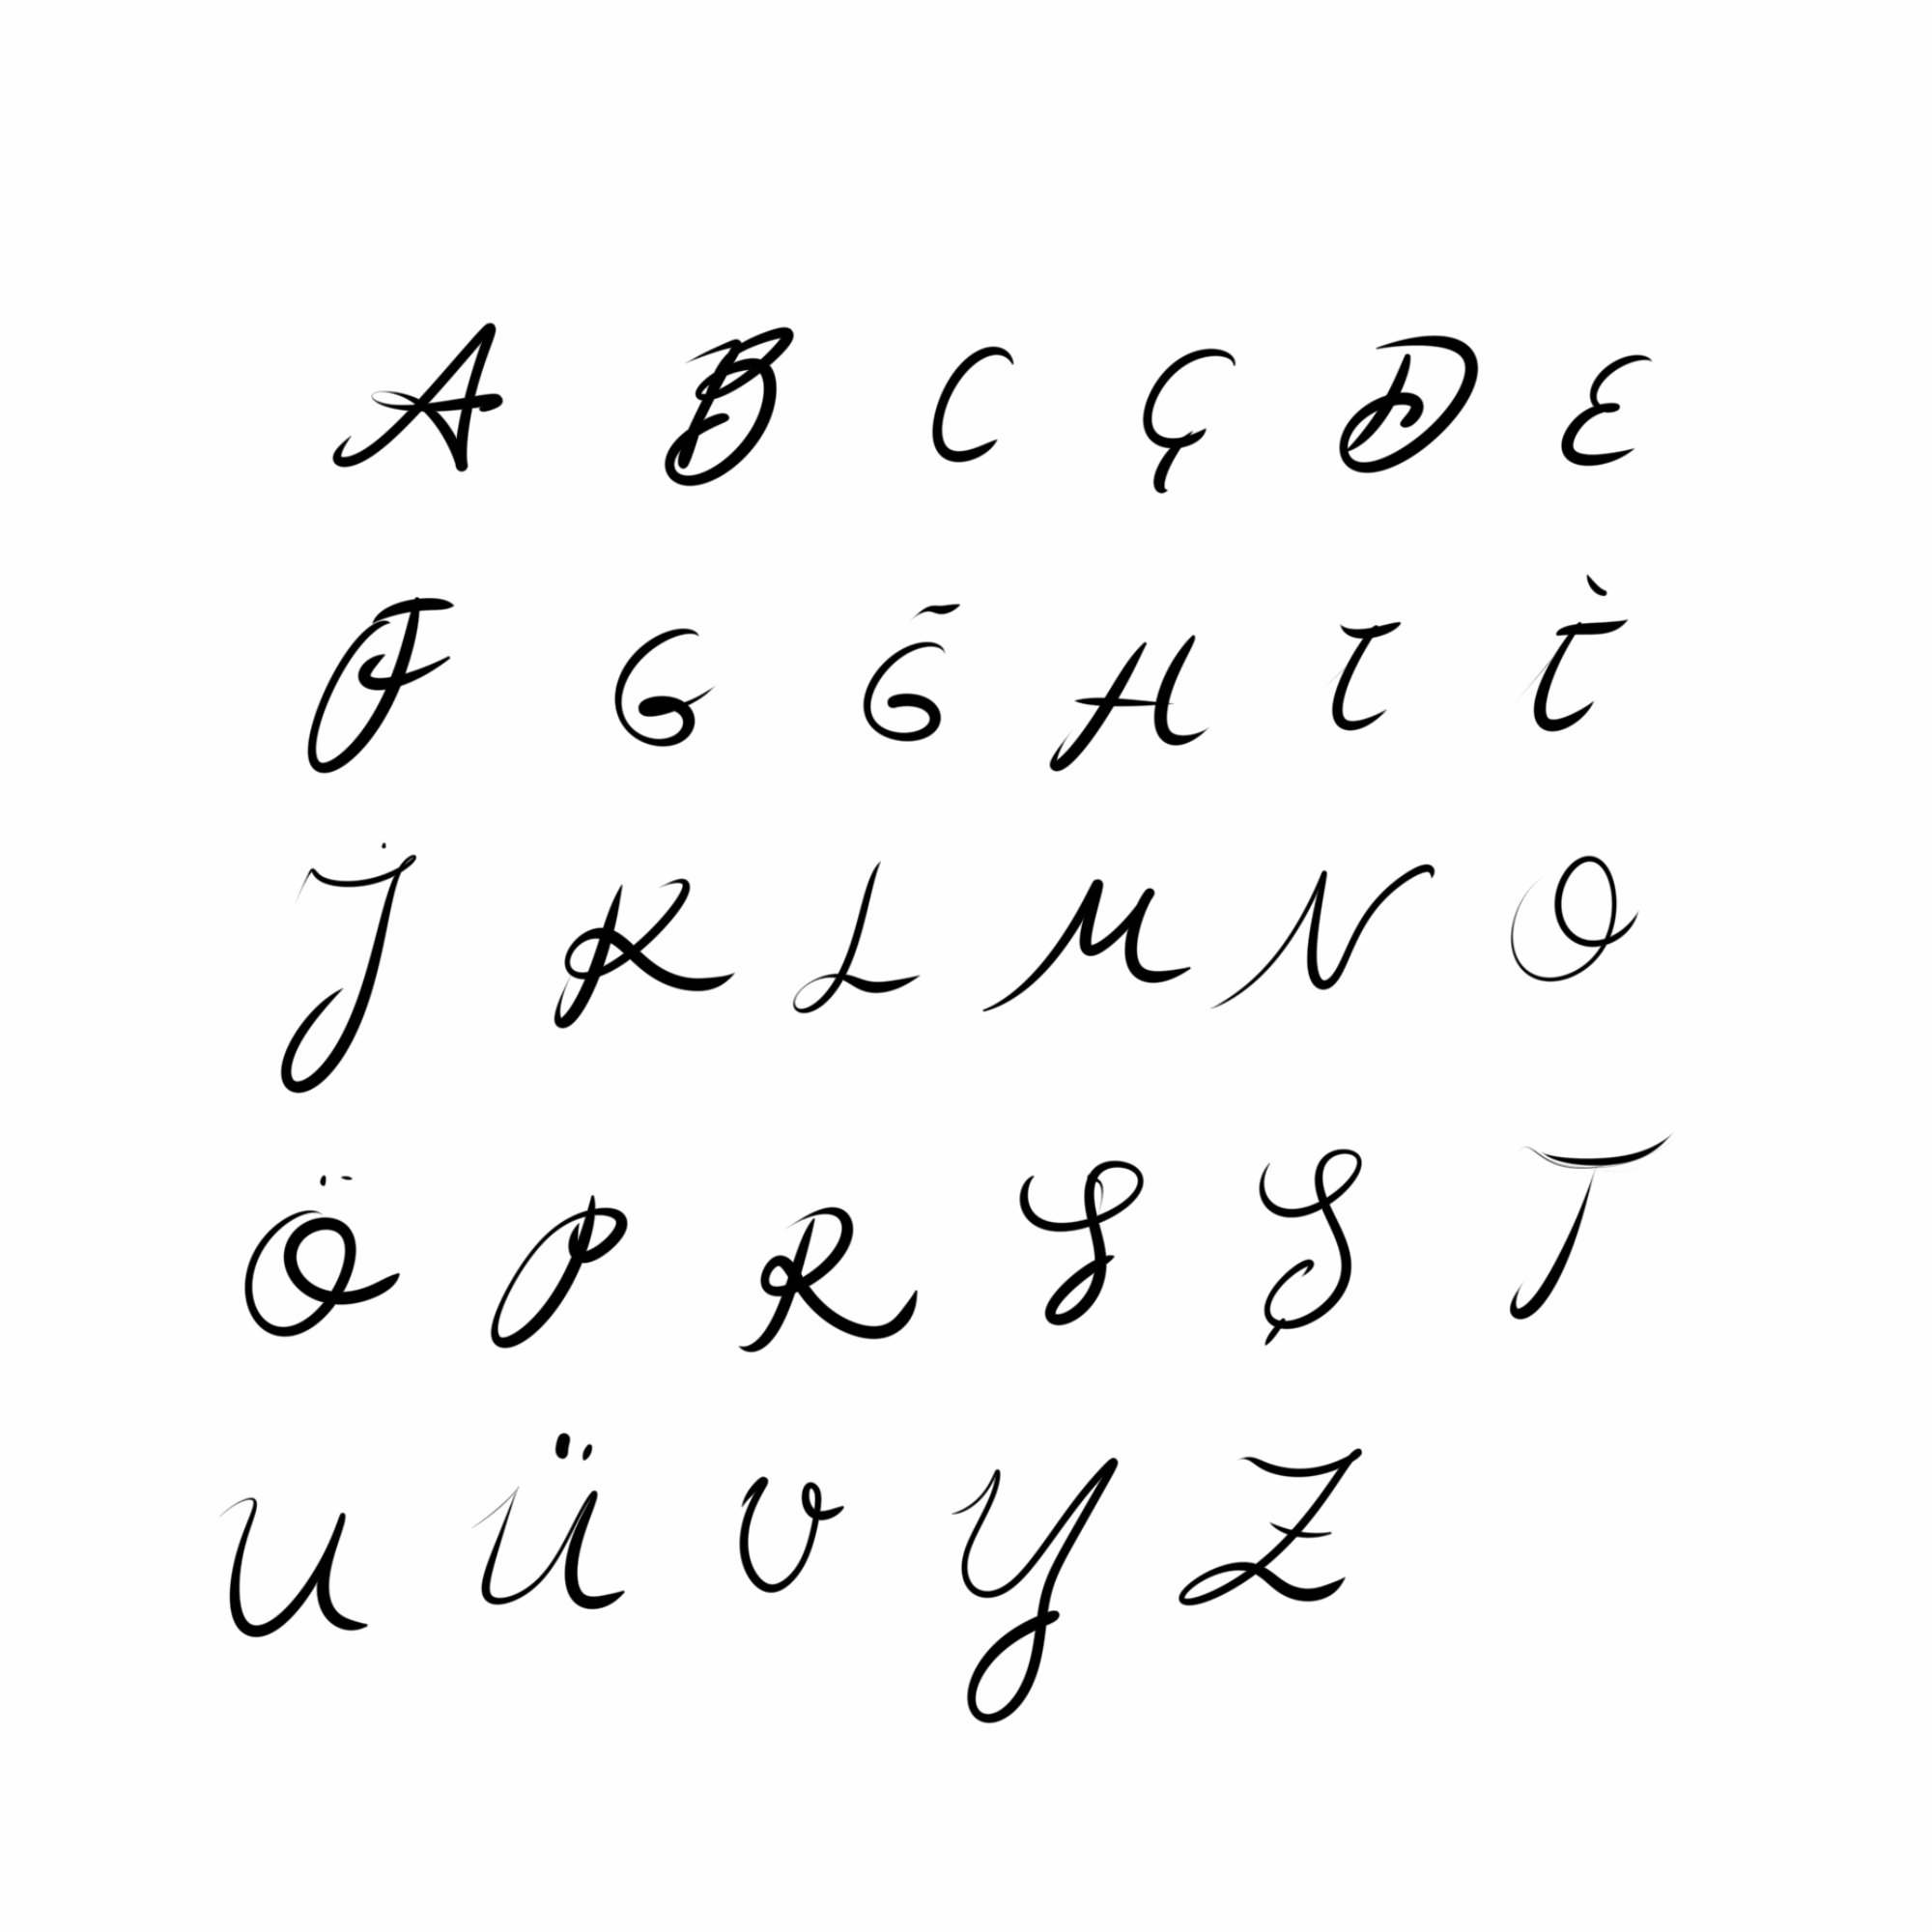 A B C Ç D E
F G Ğ H I İ
J K L M N O
Ö P R S Ş T
U Ü V Y Z